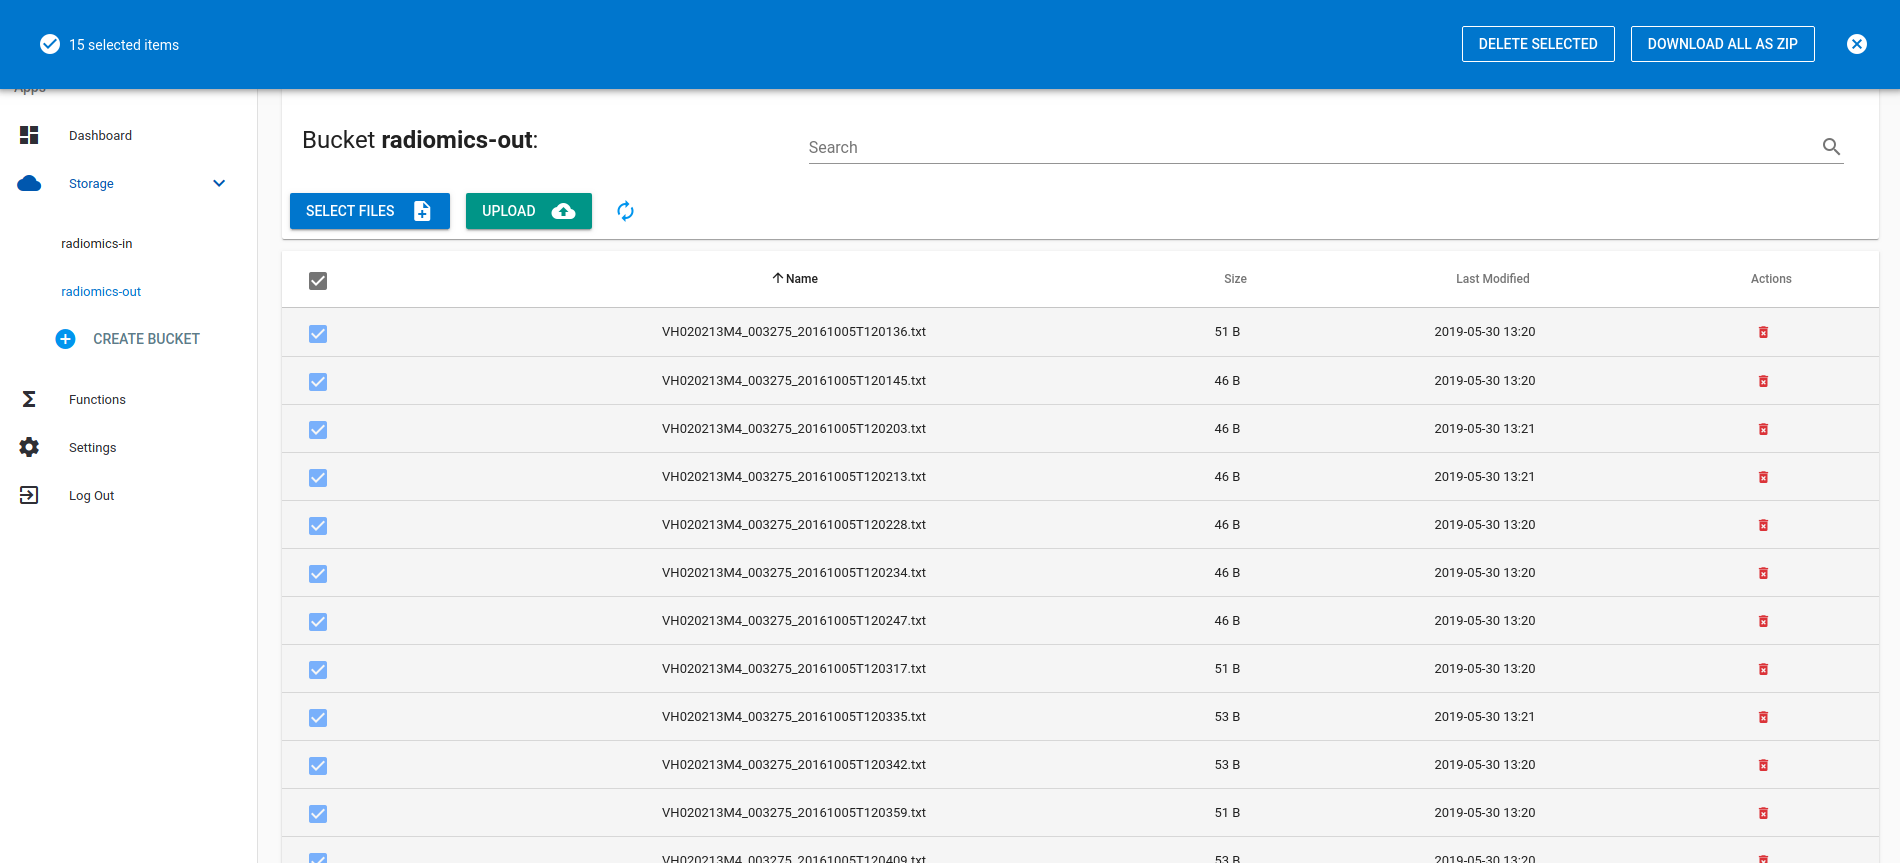 15 selected items
DELETE SELECTED
DOWNLOAD ALL AS ZIP
Apps
Dashboard
Storage
radiomics-in
radiomics-out
CREATE BUCKET
Functions
Settings
Log Out
Bucket radiomics-out:
Search
SELECT FILES
UPLOAD
Name Size Last Modified Actions
VH020213M4_003275_20161005T120136.txt 51 B 2019-05-30 13:20
VH020213M4_003275_20161005T120145.txt 46 B 2019-05-30 13:20
VH020213M4_003275_20161005T120203.txt 46 B 2019-05-30 13:21
VH020213M4_003275_20161005T120213.txt 46 B 2019-05-30 13:21
VH020213M4_003275_20161005T120228.txt 46 B 2019-05-30 13:20
VH020213M4_003275_20161005T120234.txt 46 B 2019-05-30 13:20
VH020213M4_003275_20161005T120247.txt 46 B 2019-05-30 13:20
VH020213M4_003275_20161005T120317.txt 51 B 2019-05-30 13:20
VH020213M4_003275_20161005T120335.txt 53 B 2019-05-30 13:21
VH020213M4_003275_20161005T120342.txt 53 B 2019-05-30 13:20
VH020213M4_003275_20161005T120359.txt 51 B 2019-05-30 13:20
VH020213M4_003275_20161005T120409.txt 53 B 2019-05-30 13:20